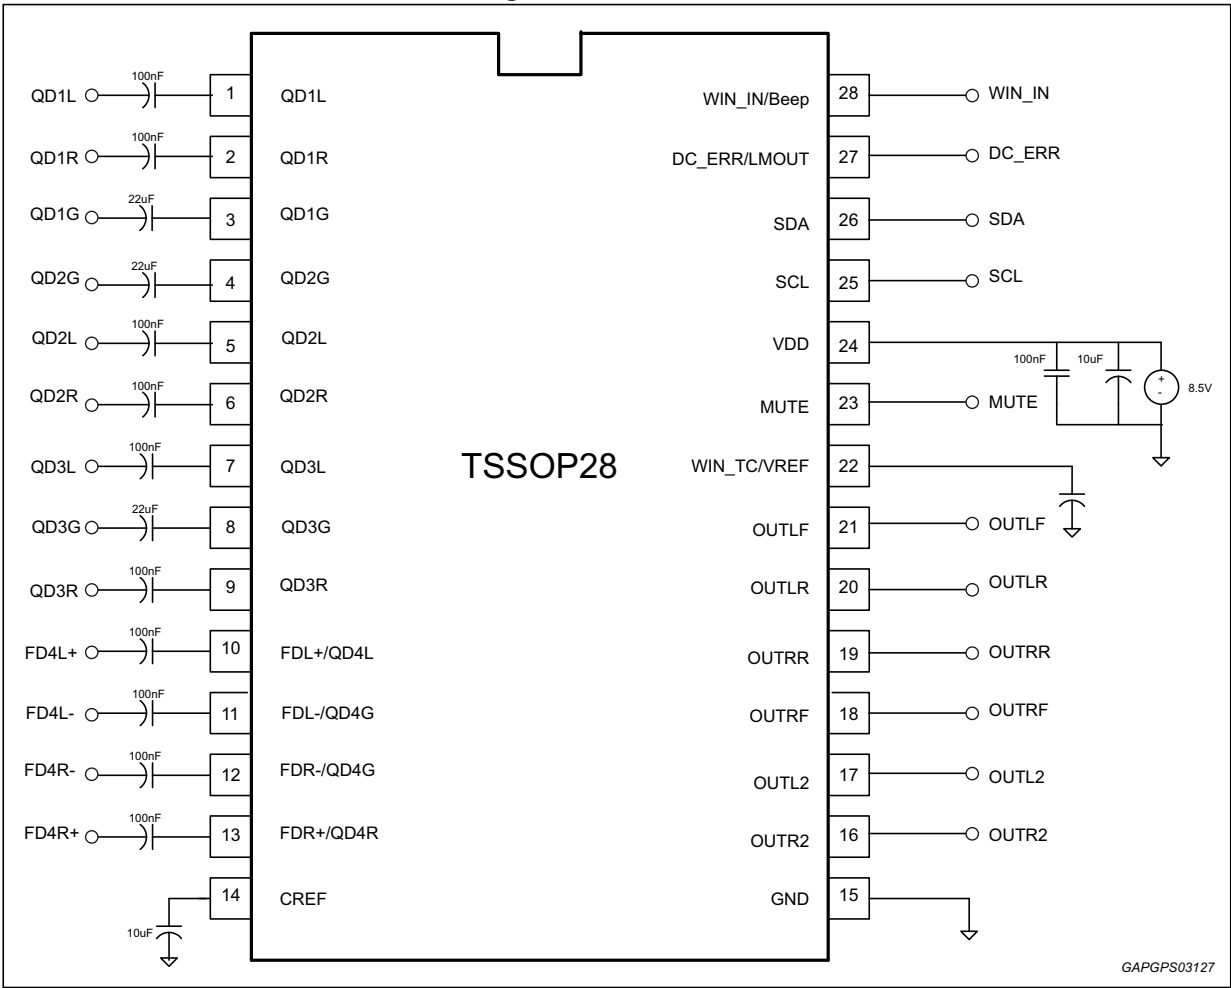 100nF
QD1L 1 QD1L WIN_IN/Beep 28 WIN_IN
100nF
QD1R 2 QD1R DC_ERR/LMOUT 27 DC_ERR
22uF
QD1G 3 QD1G SDA 26 SDA
22uF
QD2G 4 QD2G SCL 25 SCL
100nF
QD2L 5 QD2L VDD 24
100nF 10uF
+
-
8.5V
100nF
QD2R 6 QD2R MUTE 23 MUTE
100nF
QD3L 7 QD3L TSSOP28 WIN_TC/VREF 22
22uF
QD3G 8 QD3G OUTLF 21 OUTLF
100nF
QD3R 9 QD3R OUTLR 20 OUTLR
100nF
FD4L+ 10 FDL+/QD4L OUTRR 19 OUTRR
100nF
FD4L- 11 FDL-/QD4G OUTRF 18 OUTRF
100nF
FD4R- 12 FDR-/QD4G OUTL2 17 OUTL2
100nF
FD4R+ 13 FDR+/QD4R OUTR2 16 OUTR2
14 CREF GND 15
10uF
GAPGPS03127